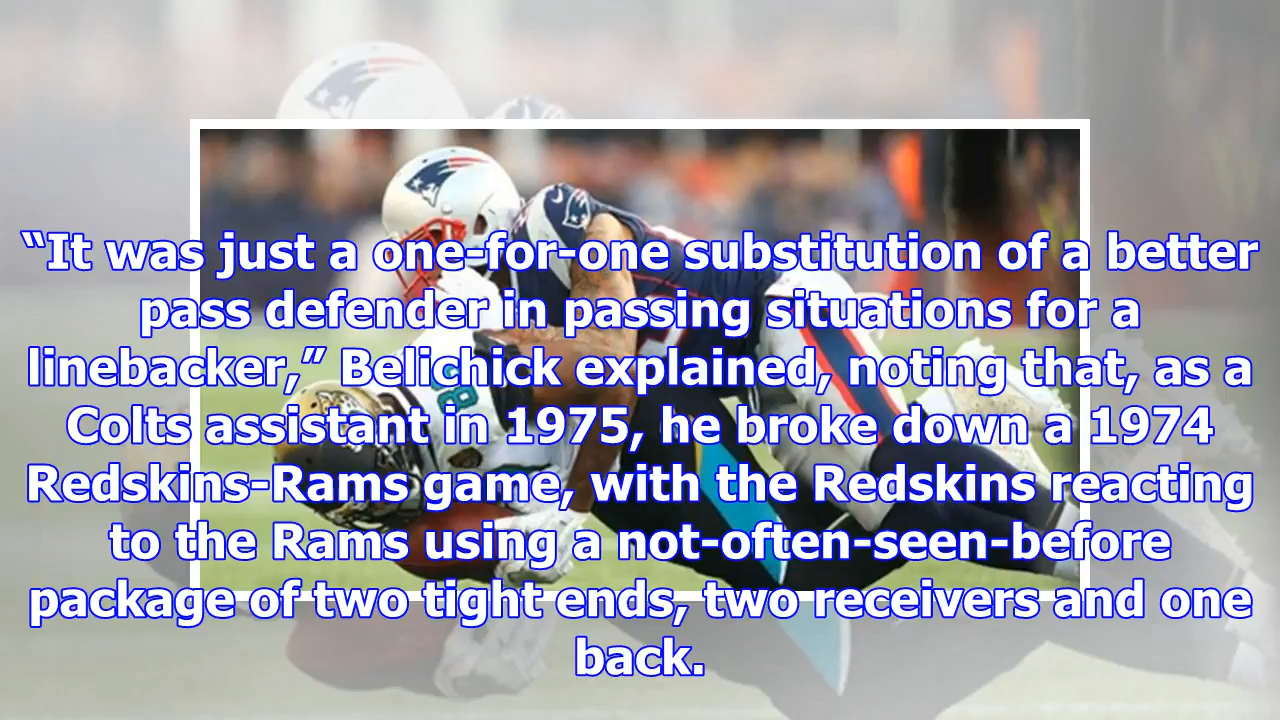 “It was just a one-for-one substitution of a better
pass defender in passing situations for a
linebacker,” Belichick explained, noting that, as a
Colts assistant in 1975, he broke down a 1974
Redskins-Rams game, with the Redskins reacting
to the Rams using a not-often-seen-before
package of two tight ends, two receivers and one
back.